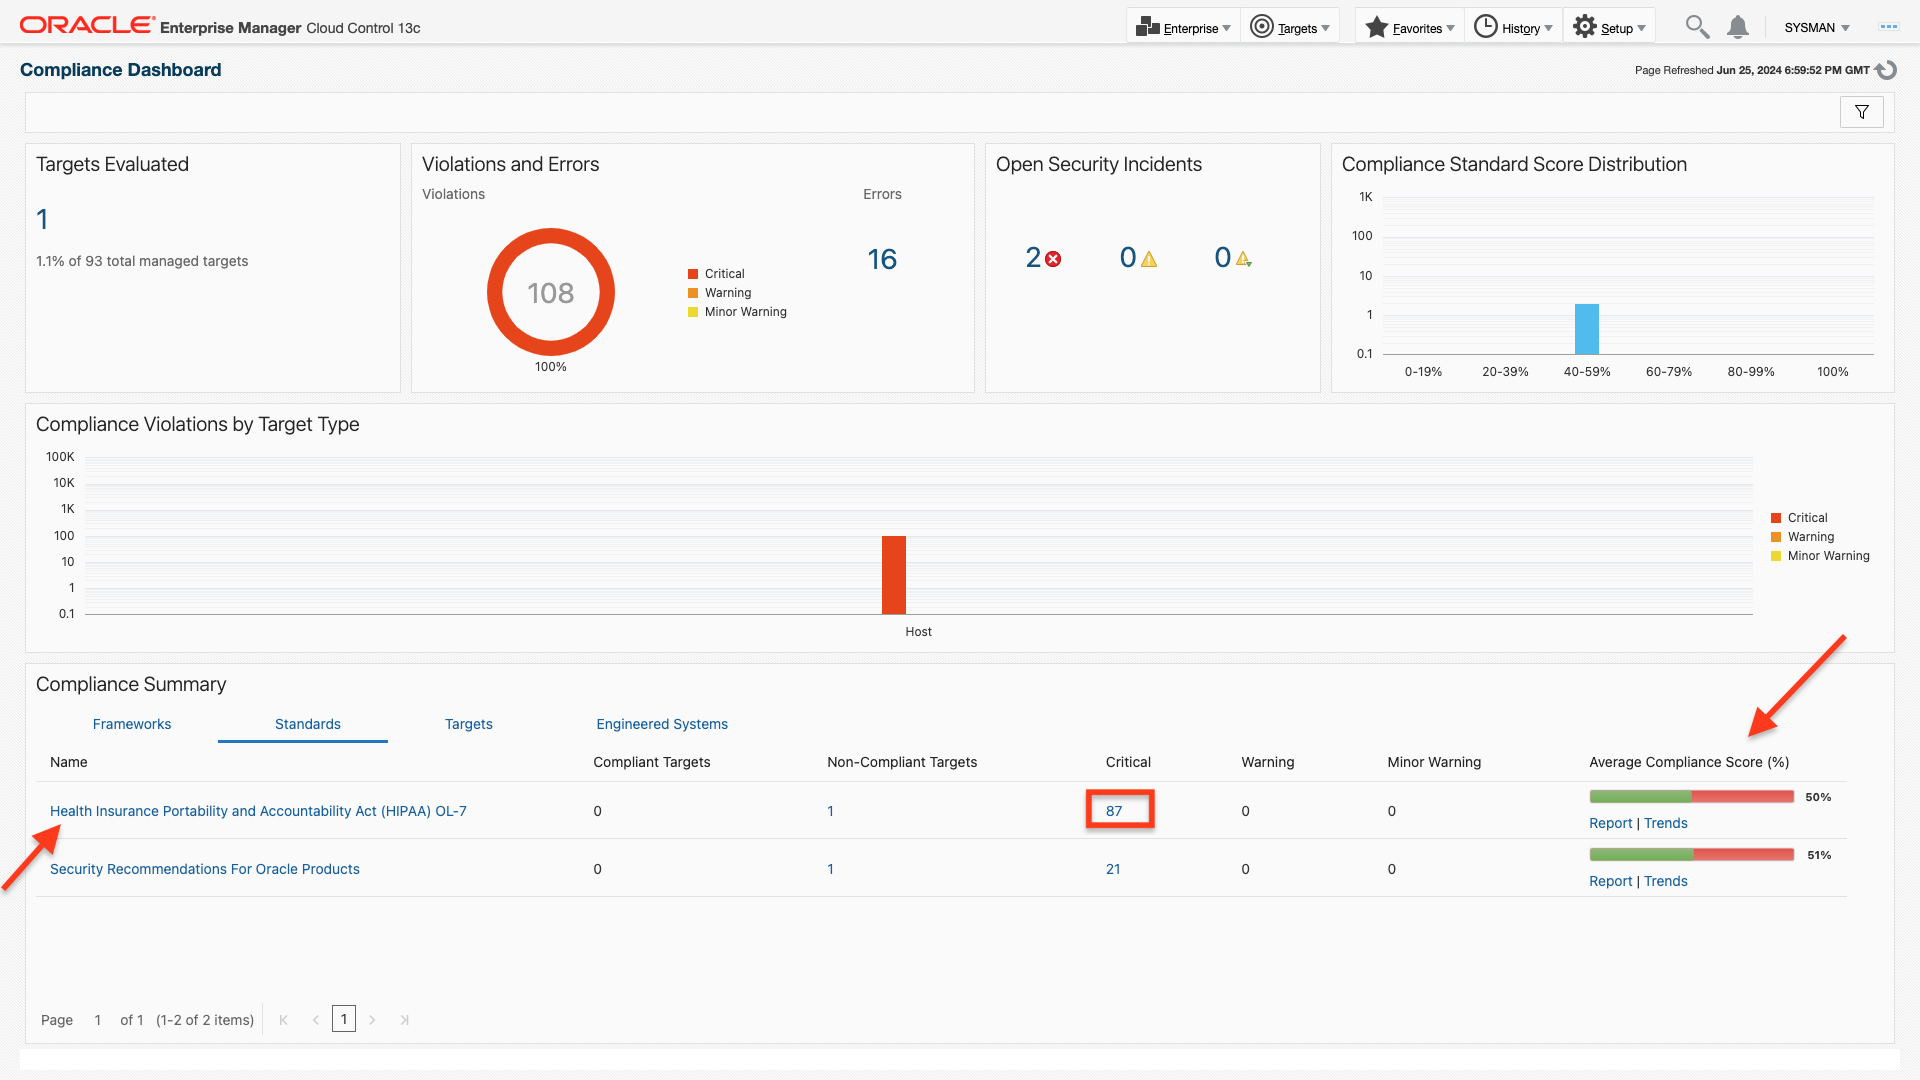 ORACLE Enterprise Manager Cloud Control 13c
Enterprise Targets Favorites History Setup SYSMAN
Compliance Dashboard
Page Refreshed Jun 25, 2024 6:59:52 PM GMT
Targets Evaluated
1
1.1% of 93 total managed targets
Violations and Errors
Violations
Errors
108
100%
Critical
Warning
Minor Warning
16
Open Security Incidents
2 0 0
Compliance Standard Score Distribution
1K
100
10
1
0.1
0-19% 20-39% 40-59% 60-79% 80-99% 100%
Compliance Violations by Target Type
100K
10K
1K
100
10
1
0.1
Host
Critical
Warning
Minor Warning
Compliance Summary
Frameworks Standards Targets Engineered Systems
Name Compliant Targets Non-Compliant Targets Critical Warning Minor Warning Average Compliance Score (%)
Health Insurance Portability and Accountability Act (HIPAA) OL-7 0 1 87 0 0 50%
Report | Trends
Security Recommendations For Oracle Products 0 1 21 0 0 51%
Report | Trends
Page 1 of 1 (1-2 of 2 items) 1